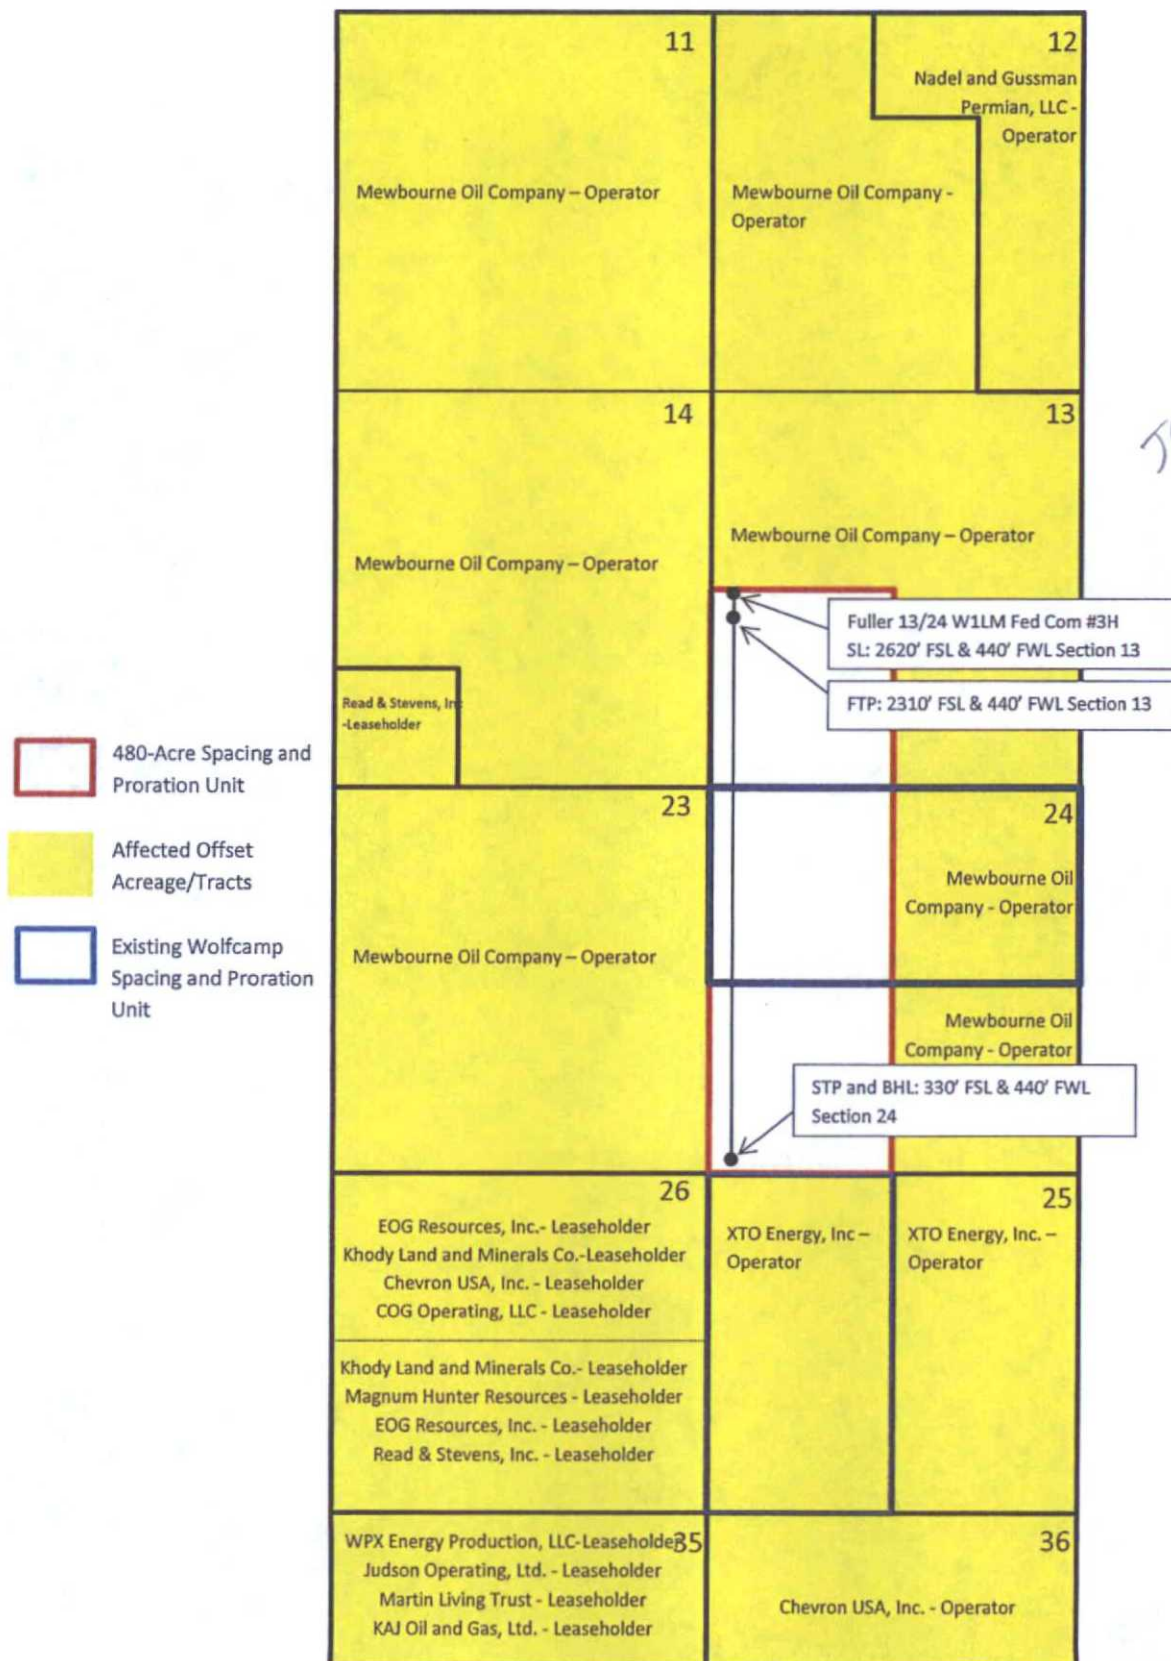 11
12
Nadel and Gussman
Permian, LLC -
Operator
Mewbourne Oil Company – Operator
Mewbourne Oil Company -
Operator
14
13
Mewbourne Oil Company – Operator
Mewbourne Oil Company – Operator
Fuller 13/24 W1LM Fed Com #3H
SL: 2620' FSL & 440' FWL Section 13
FTP: 2310' FSL & 440' FWL Section 13
Read & Stevens, Inc
-Leaseholder
480-Acre Spacing and
Proration Unit
Affected Offset
Acreage/Tracts
Existing Wolfcamp
Spacing and Proration
Unit
23
24
Mewbourne Oil
Company - Operator
Mewbourne Oil Company – Operator
Mewbourne Oil
Company - Operator
STP and BHL: 330' FSL & 440' FWL
Section 24
26
25
EOG Resources, Inc.- Leaseholder
Khody Land and Minerals Co.-Leaseholder
Chevron USA, Inc. - Leaseholder
COG Operating, LLC - Leaseholder
XTO Energy, Inc –
Operator
XTO Energy, Inc. –
Operator
Khody Land and Minerals Co.- Leaseholder
Magnum Hunter Resources - Leaseholder
EOG Resources, Inc. - Leaseholder
Read & Stevens, Inc. - Leaseholder
35
36
WPX Energy Production, LLC-Leaseholder
Judson Operating, Ltd. - Leaseholder
Martin Living Trust - Leaseholder
KAJ Oil and Gas, Ltd. - Leaseholder
Chevron USA, Inc. - Operator